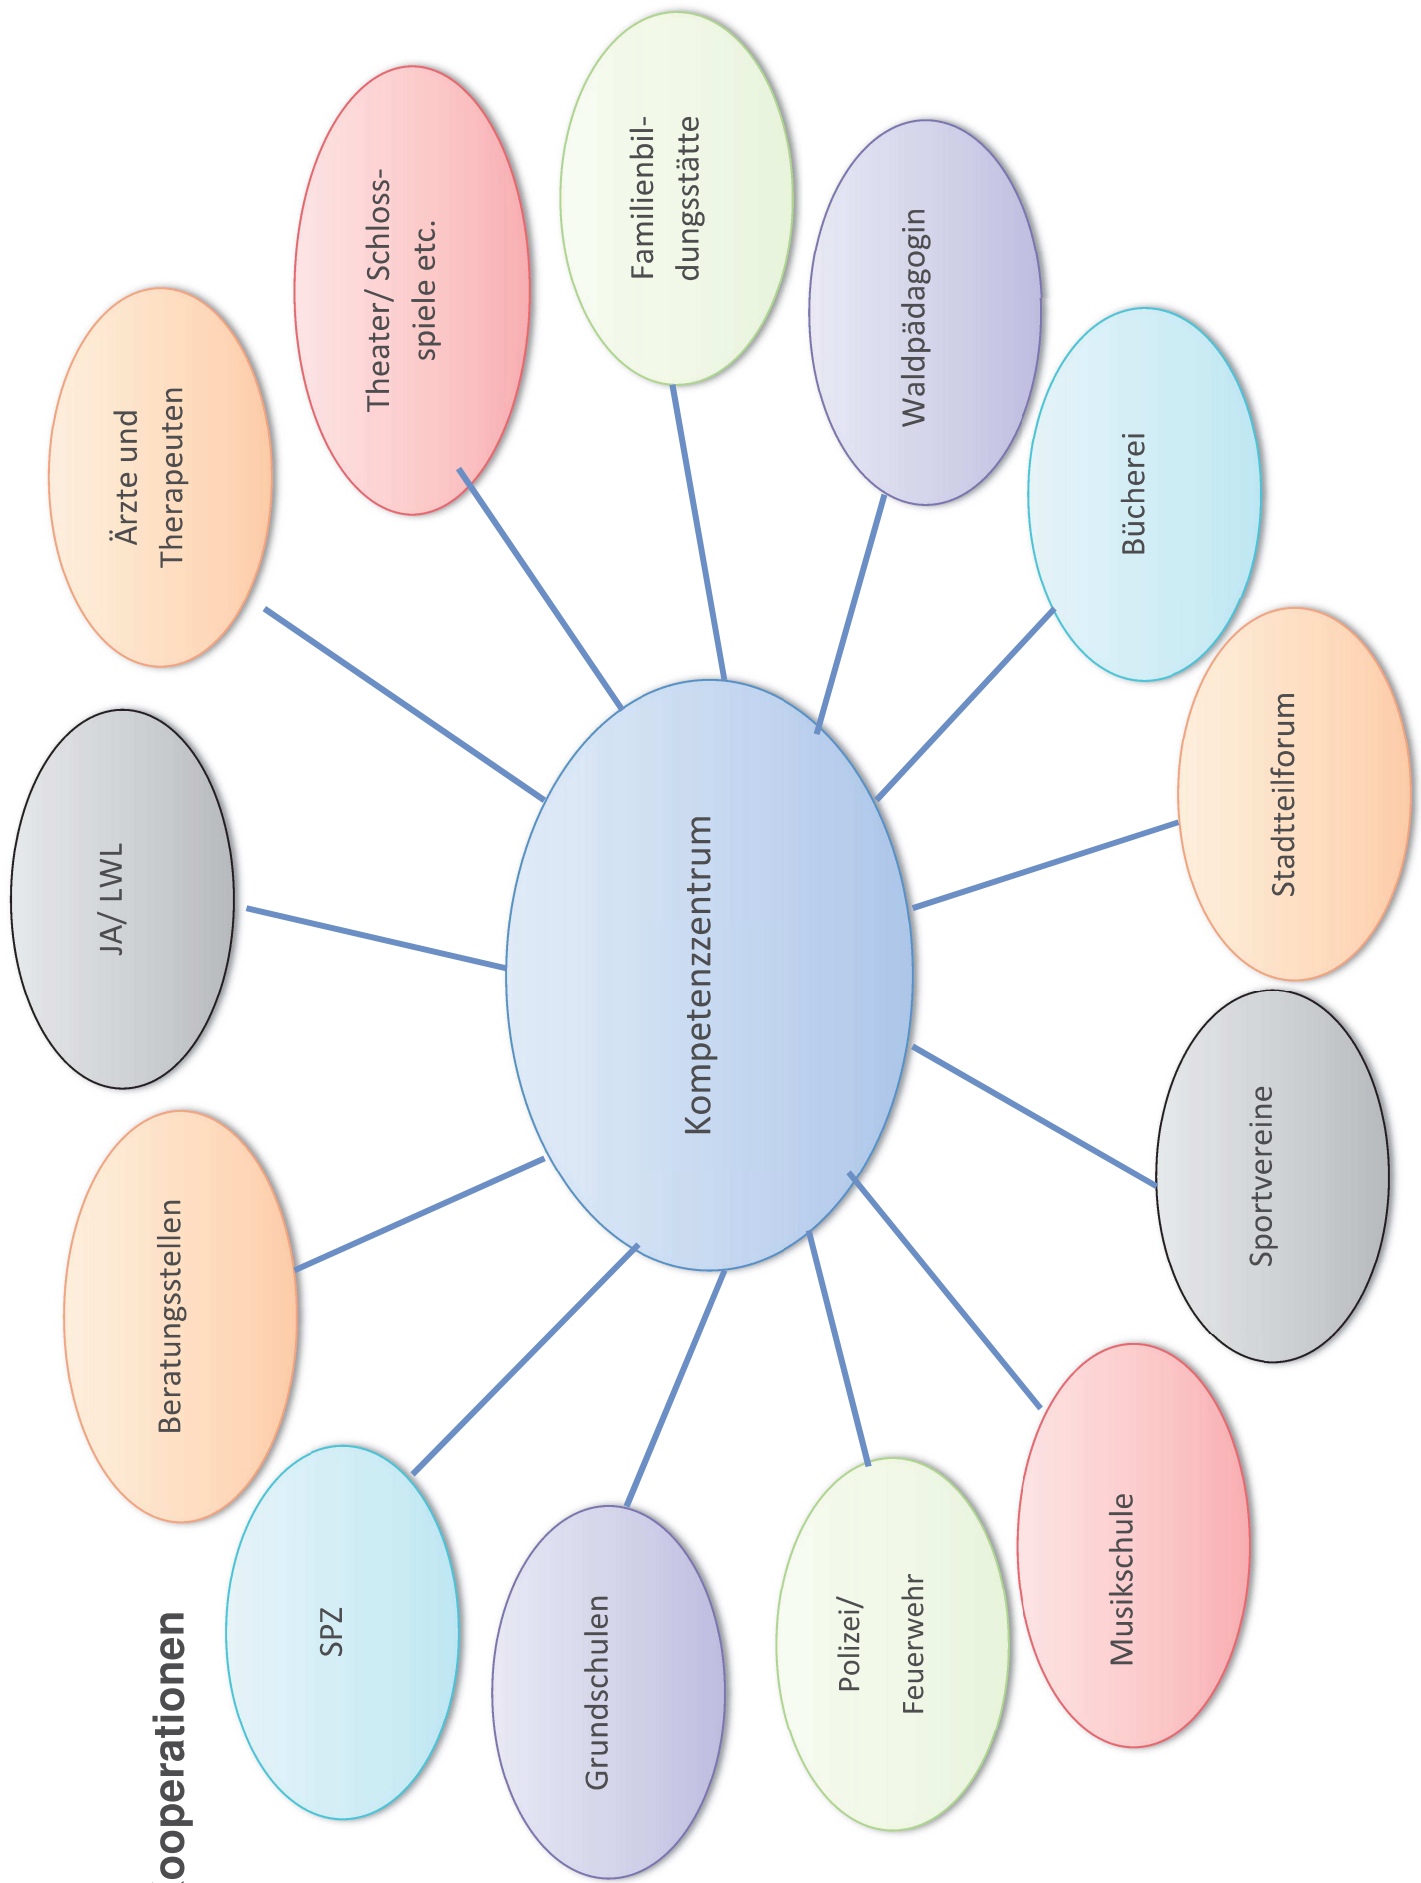 Kooperationen
Beratungsstellen
JA/ LWL
Ärzte und
Therapeuten
SPZ
Theater/ Schloss-
spiele etc.
Grundschulen
Kompetenzzentrum
Familienbil-
dungsstätte
Polizei/
Feuerwehr
Waldpädagogin
Musikschule
Bücherei
Sportvereine
Stadtteilforum